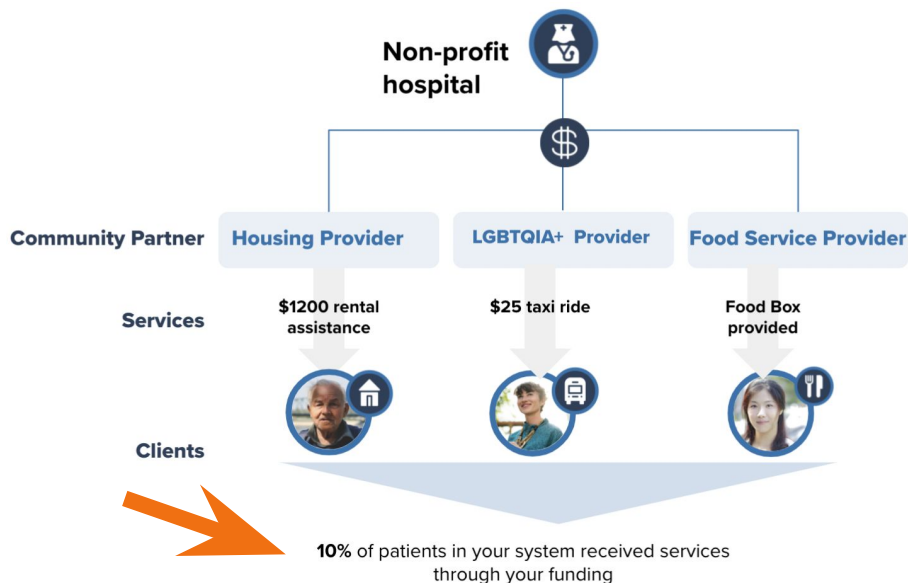 Non-profit
hospital
$
Community Partner
Housing Provider
LGBTQIA+ Provider
Food Service Provider
Services
$1200 rental
assistance
$25 taxi ride
Food Box
provided
Clients
10% of patients in your system received services
through your funding